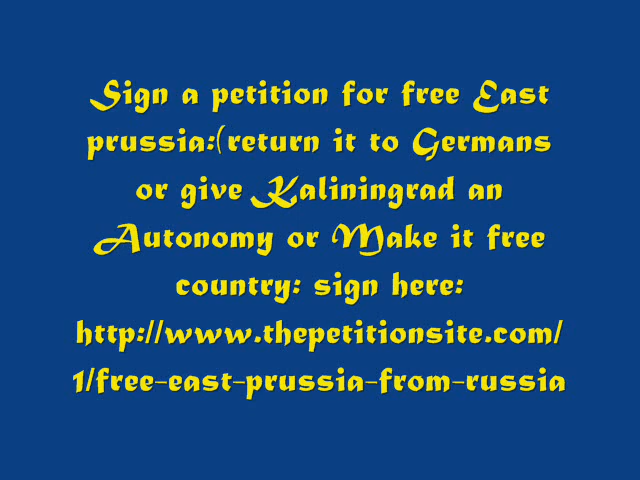 Sign a petition for free East
prussia:(return it to Germans
or give Kaliningrad an
Autonomy or Make it free
country: sign here:
http://www.thepetitionsite.com/
1/free-east-prussia-from-russia